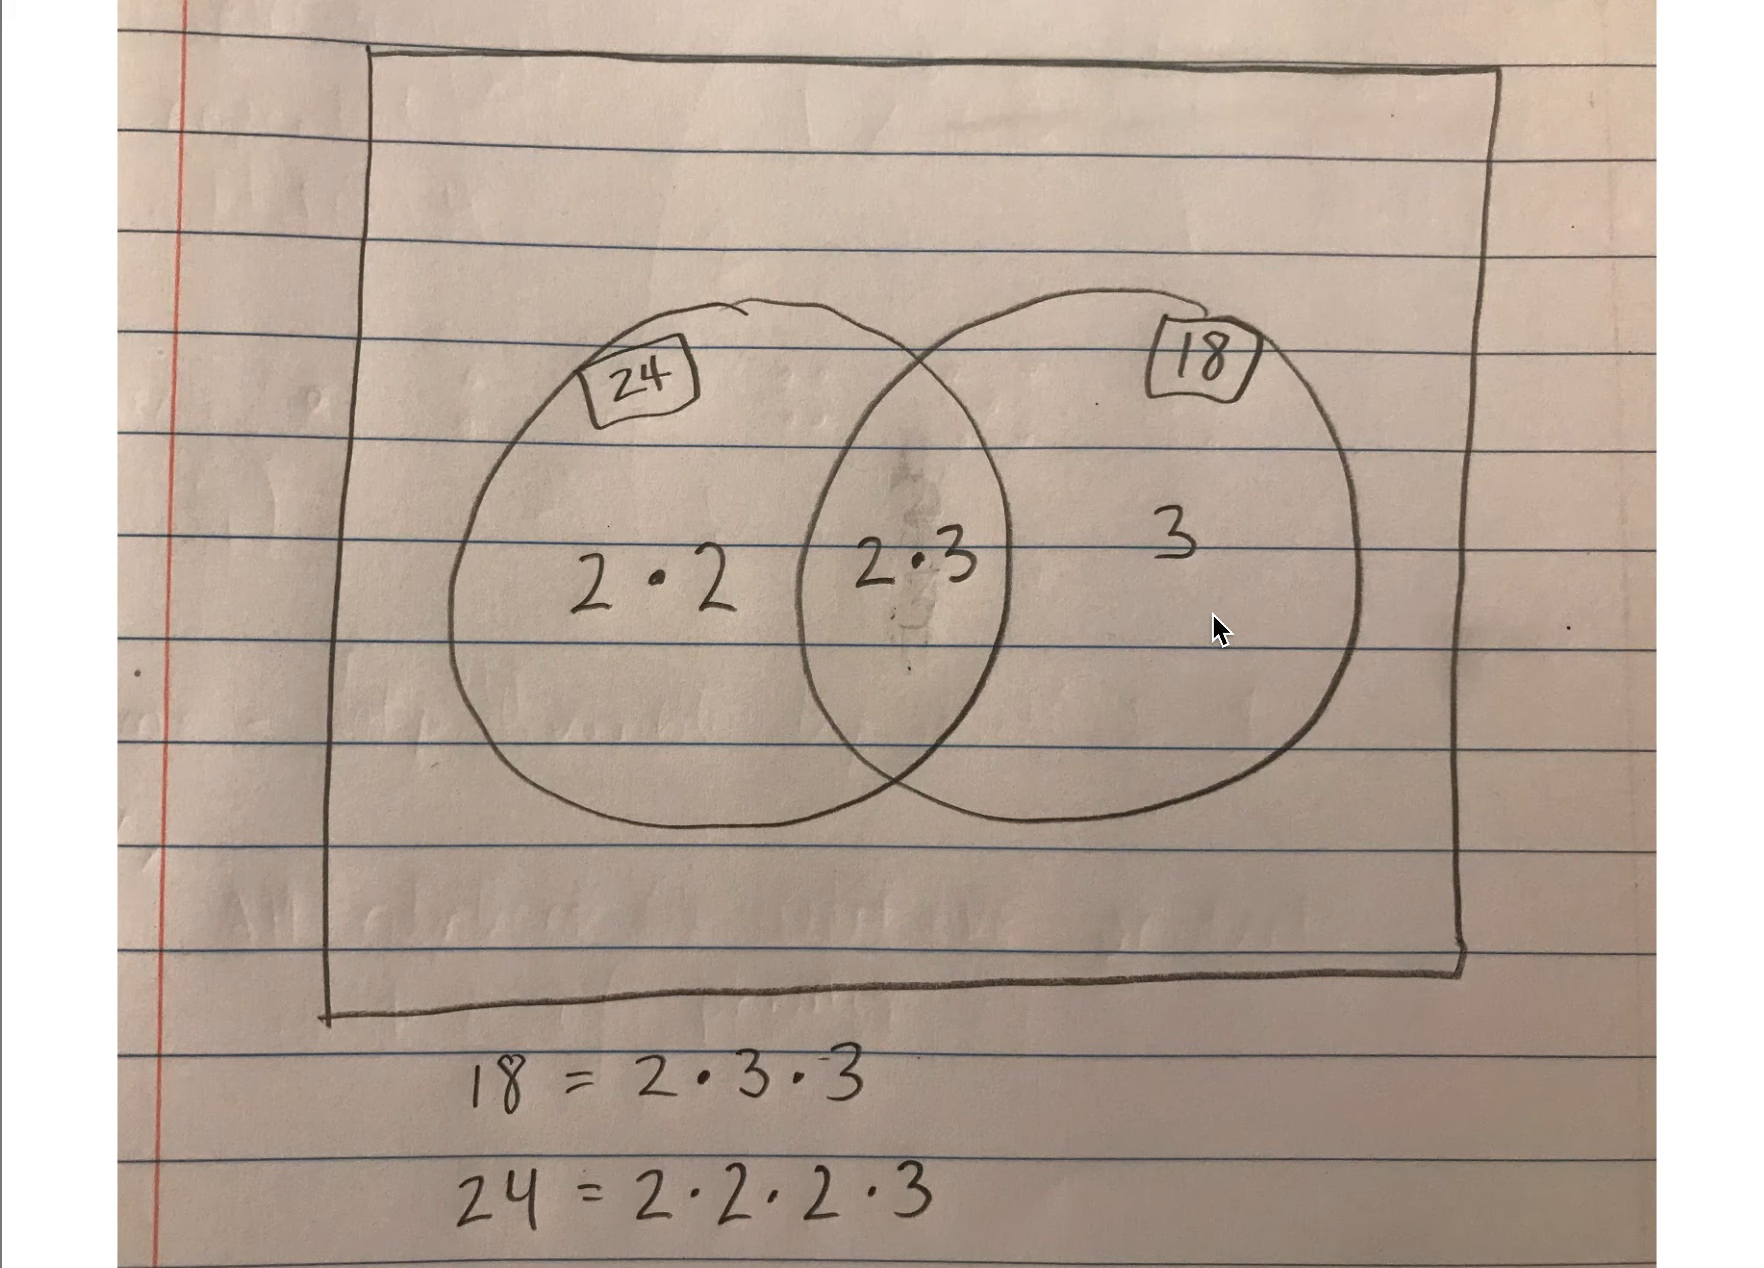 24
18
2 · 2
2 · 3
3
18 = 2 · 3 · 3
24 = 2 · 2 · 2 · 3